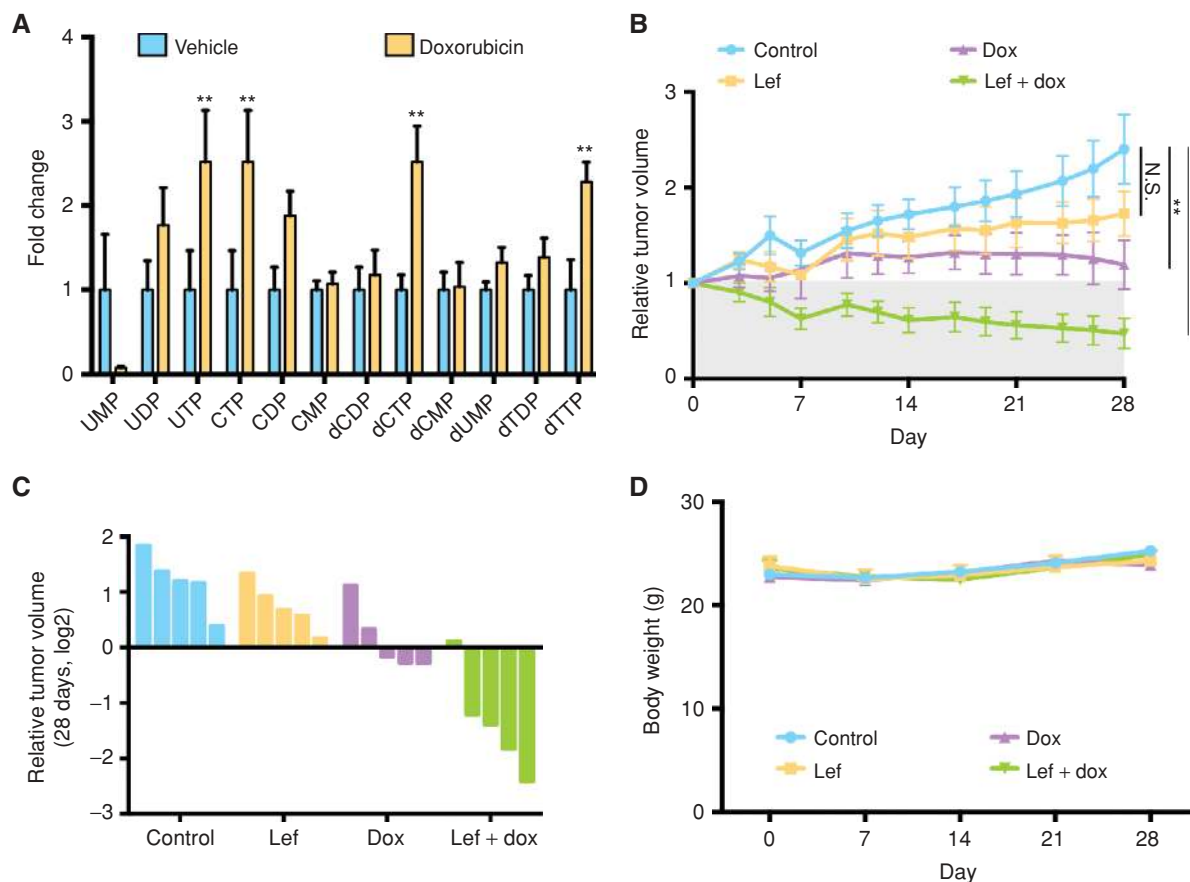 A
Vehicle
Doxorubicin
Fold change
4
3
2
1
0
**
**
**
**
UMP
UDP
UTP
CTP
CDP
CMP
dCDP
dCTP
dCMP
dUMP
dTDP
dTTP
B
Control
Dox
Lef
Lef + dox
Relative tumor volume
3
2
1
0
0
7
14
21
28
Day
N.S.
**
C
Relative tumor volume
(28 days, log2)
2
1
0
−1
−2
−3
Control
Lef
Dox
Lef + dox
D
Body weight (g)
30
20
10
0
Control
Dox
Lef
Lef + dox
0
7
14
21
28
Day